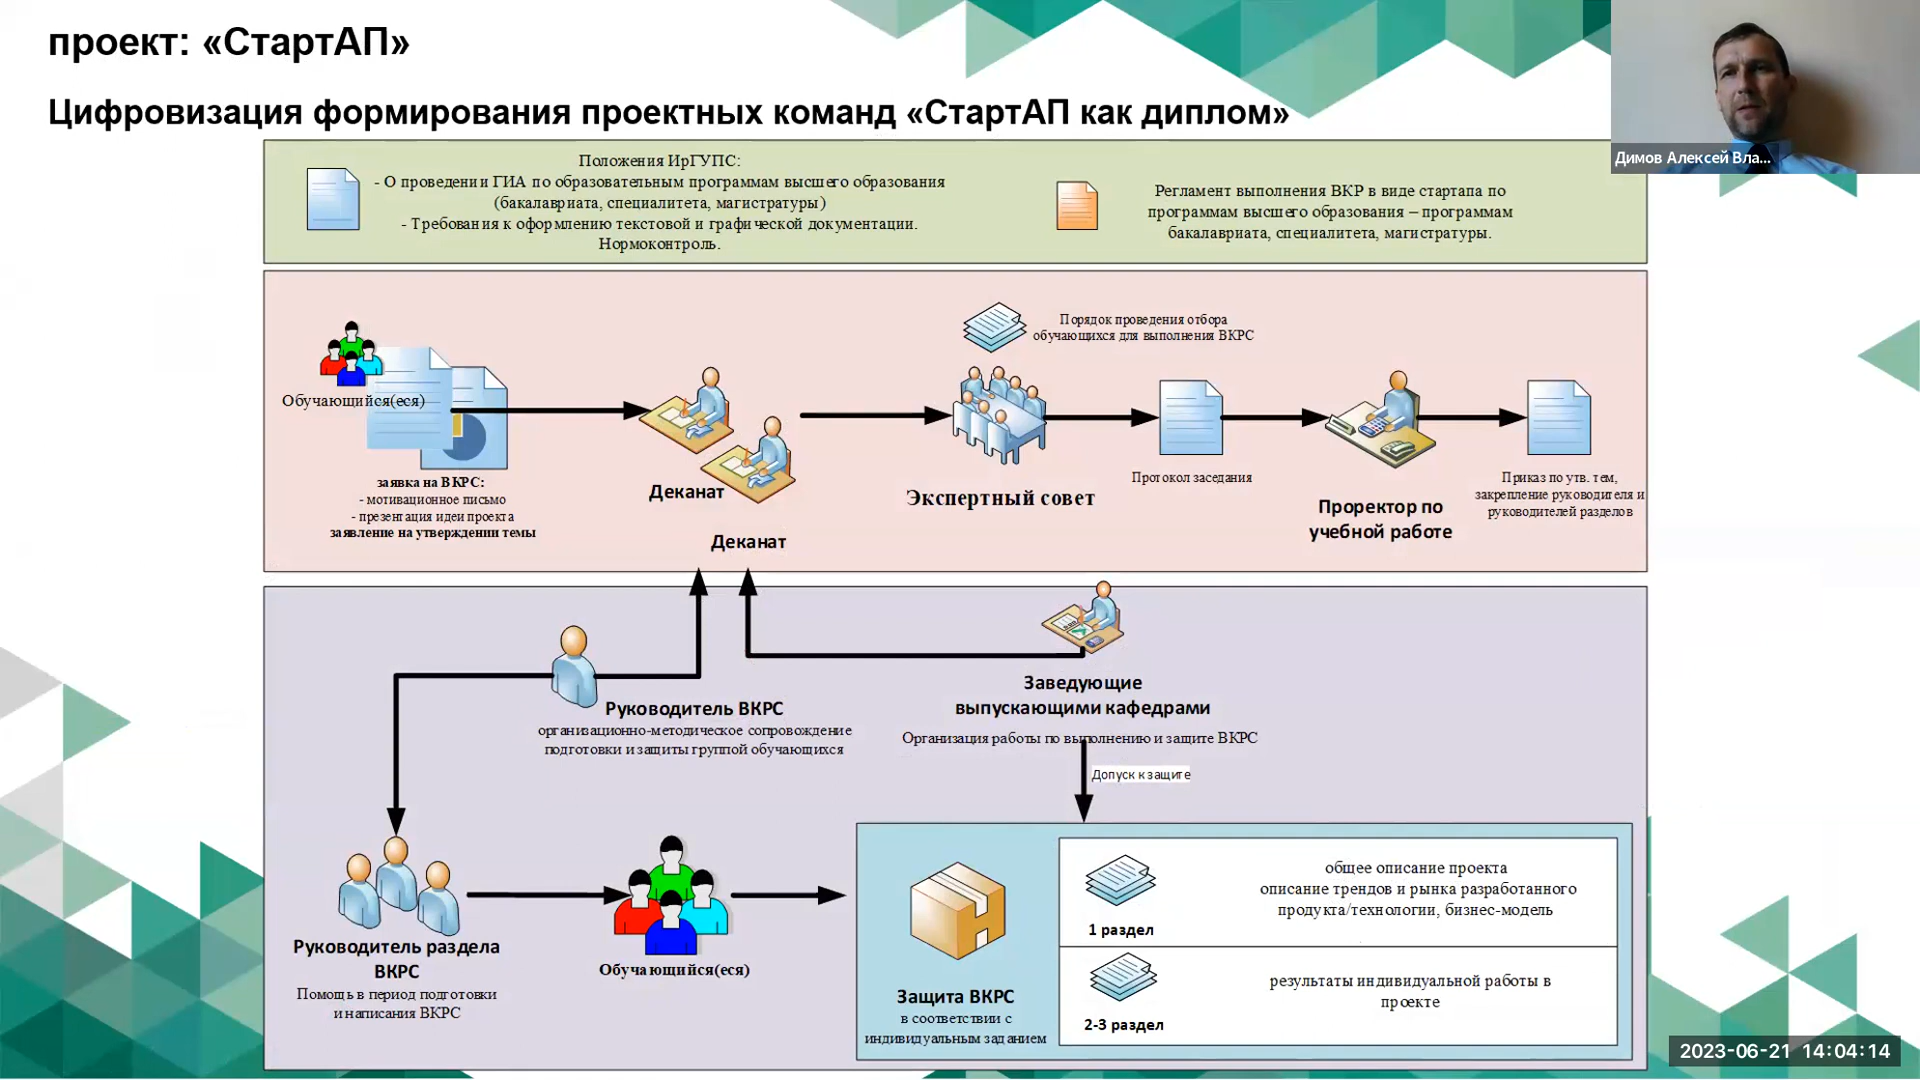 проект: «СтартАП»
Цифровизация формирования проектных команд «СтартАП как диплом»
Димов Алексей Вла...
Положения ИрГУПС:
- О проведении ГИА по образовательным программам высшего образования
(бакалавриата, специалитета, магистратуры)
- Требования к оформлению текстовой и графической документации.
Нормоконтроль.
Регламент выполнения ВКР в виде стартапа по
программам высшего образования – программам
бакалавриата, специалитета, магистратуры.
Порядок проведения отбора
обучающихся для выполнения ВКРС
Обучающийся(еся)
заявка на ВКРС:
- мотивационное письмо
- презентация идеи проекта
заявление на утверждении темы
Деканат
Деканат
Экспертный совет
Протокол заседания
Проректор по
учебной работе
Приказ по утв. тем,
закрепление руководителя и
руководителей разделов
Руководитель ВКРС
организационно-методическое сопровождение
подготовки и защиты группой обучающихся
Заведующие
выпускающими кафедрами
Организация работы по выполнению и защите ВКРС
Допуск к защите
Руководитель раздела
ВКРС
Помощь в период подготовки
и написания ВКРС
Обучающийся(еся)
Защита ВКРС
в соответствии с
индивидуальным заданием
1 раздел
общее описание проекта
описание трендов и рынка разработанного
продукта/технологии, бизнес-модель
2-3 раздел
результаты индивидуальной работы в
проекте
2023-06-21 14:04:14